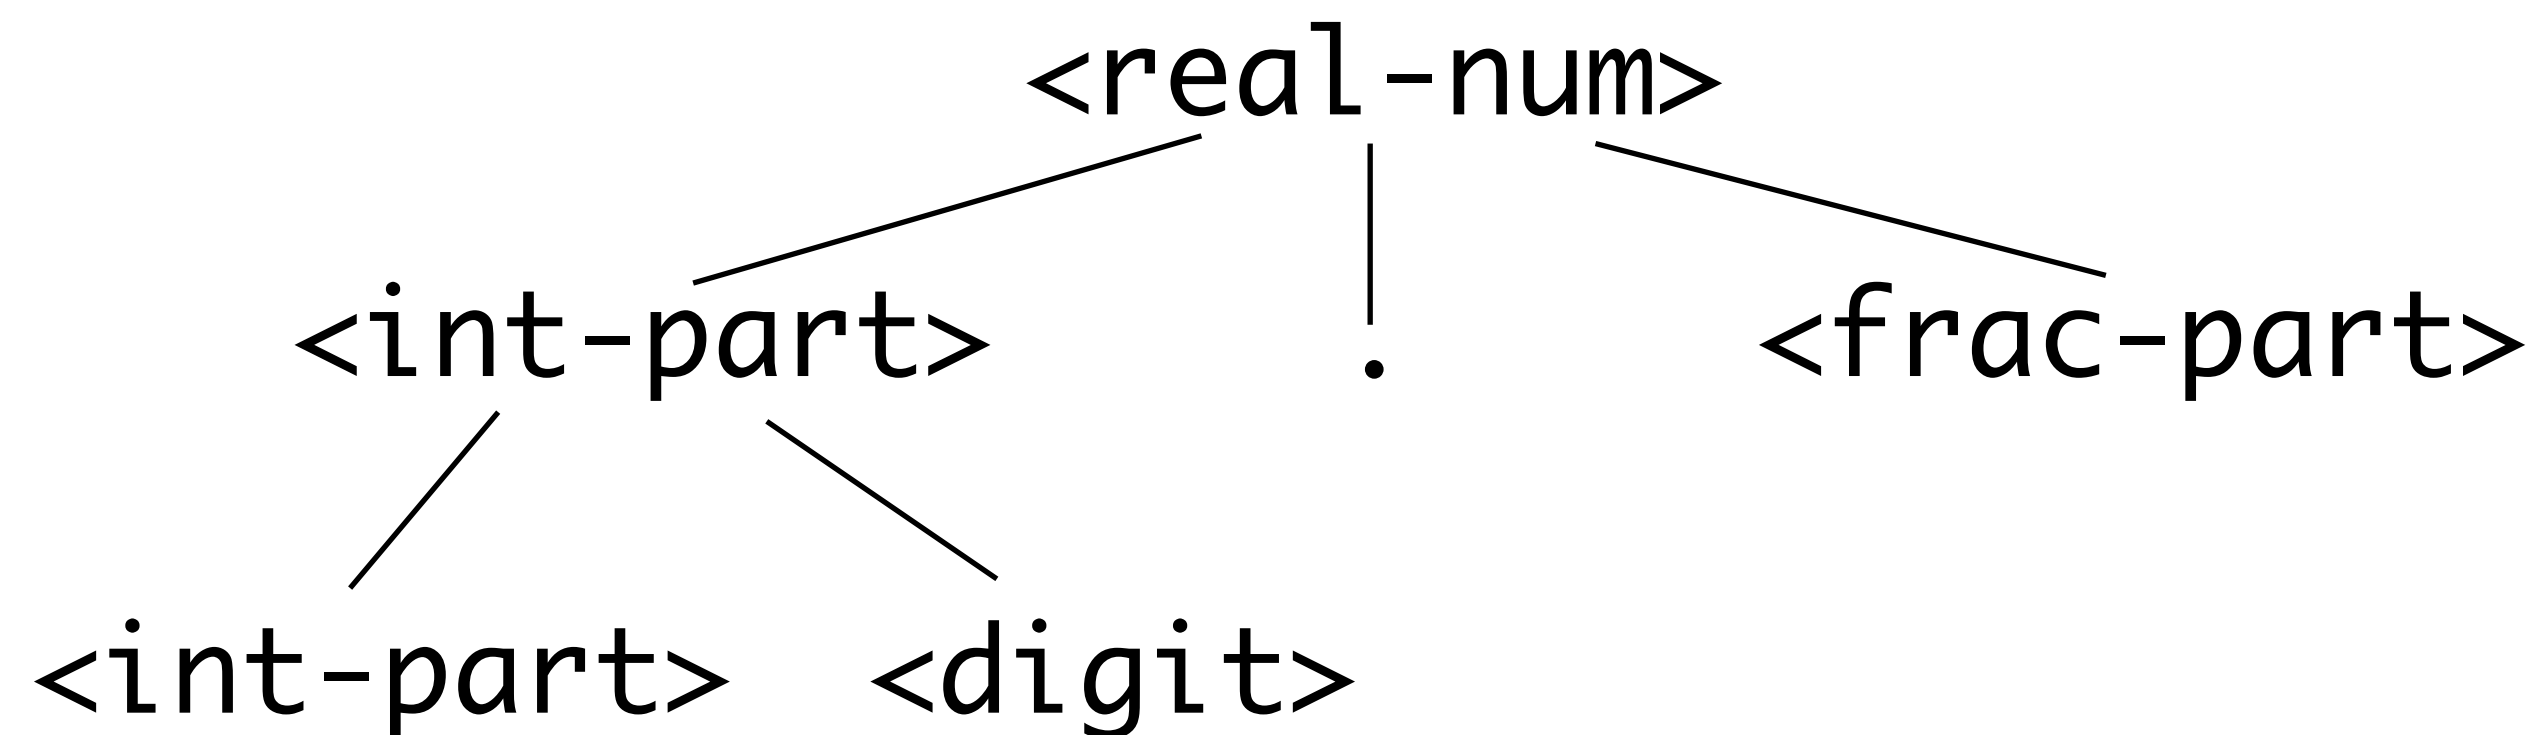 <real-num>
<int-part> . <frac-part>
<int-part> <digit>